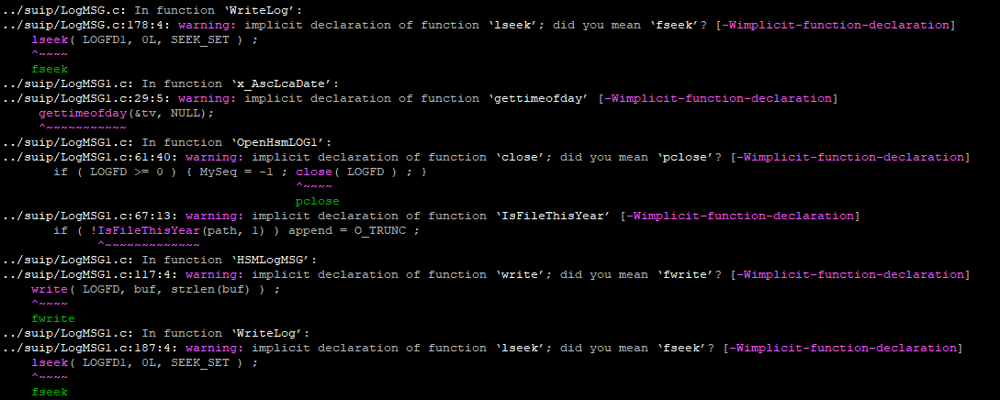 ../suip/LogMSG.c: In function ‘WriteLog’:
../suip/LogMSG.c:178:4: warning: implicit declaration of function ‘lseek’; did you mean ‘fseek’? [-Wimplicit-function-declaration]
    lseek( LOGFD1, 0L, SEEK_SET ) ;
    ^~~~~
    fseek
../suip/LogMSG1.c: In function ‘x_AscLcaDate’:
../suip/LogMSG1.c:29:5: warning: implicit declaration of function ‘gettimeofday’ [-Wimplicit-function-declaration]
     gettimeofday(&tv, NULL);
     ^~~~~~~~~~~~
../suip/LogMSG1.c: In function ‘OpenHsmLOG1’:
../suip/LogMSG1.c:61:40: warning: implicit declaration of function ‘close’; did you mean ‘pclose’? [-Wimplicit-function-declaration]
       if ( LOGFD >= 0 ) { MySeq = -1 ; close( LOGFD ) ; }
                                        ^~~~~
                                        pclose
../suip/LogMSG1.c:67:13: warning: implicit declaration of function ‘IsFileThisYear’ [-Wimplicit-function-declaration]
       if ( !IsFileThisYear(path, 1) ) append = O_TRUNC ;
             ^~~~~~~~~~~~~~
../suip/LogMSG1.c: In function ‘HSMLogMSG’:
../suip/LogMSG1.c:117:4: warning: implicit declaration of function ‘write’; did you mean ‘fwrite’? [-Wimplicit-function-declaration]
    write( LOGFD, buf, strlen(buf) ) ;
    ^~~~~
    fwrite
../suip/LogMSG1.c: In function ‘WriteLog’:
../suip/LogMSG1.c:187:4: warning: implicit declaration of function ‘lseek’; did you mean ‘fseek’? [-Wimplicit-function-declaration]
    lseek( LOGFD1, 0L, SEEK_SET ) ;
    ^~~~~
    fseek